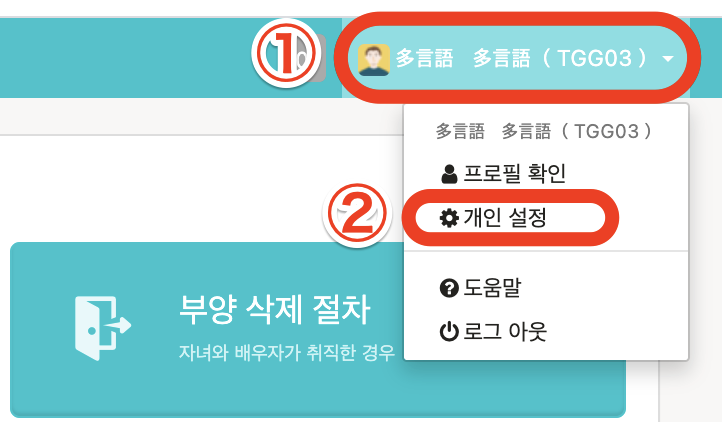 ①
多言語 多言語（TGG03）
多言語 多言語（TGG03）
프로필 확인
②
개인 설정
도움말
로그 아웃
부양 삭제 절차
자녀와 배우자가 취직한 경우